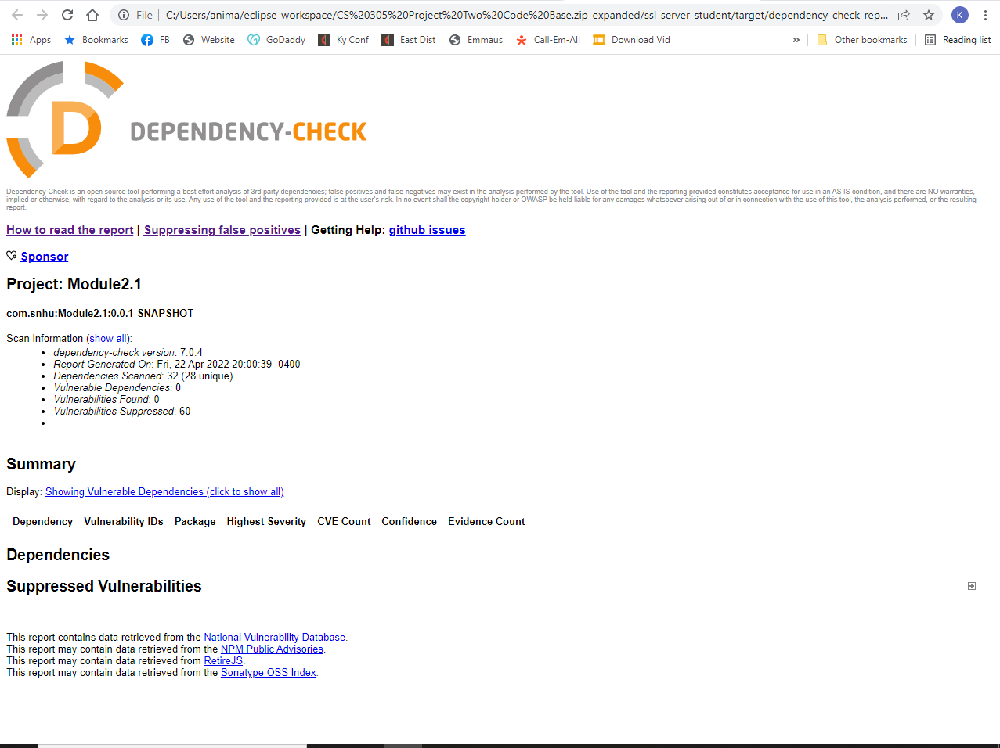 File
C:/Users/anima/eclipse-workspace/CS%20305%20Project%20Two%20Code%20Base.zip_expanded/ssl-server_student/target/dependency-check-rep...
K
Apps Bookmarks FB Website GoDaddy Ky Conf East Dist Emmaus Call-Em-All Download Vid » Other bookmarks Reading list
D
DEPENDENCY-CHECK
Dependency-Check is an open source tool performing a best effort analysis of 3rd party dependencies; false positives and false negatives may exist in the analysis performed by the tool. Use of the tool and the reporting provided constitutes acceptance for use in an AS IS condition, and there are NO warranties,
implied or otherwise, with regard to the analysis or its use. Any use of the tool and the reporting provided is at the user's risk. In no event shall the copyright holder or OWASP be held liable for any damages whatsoever arising out of or in connection with the use of this tool, the analysis performed, or the resulting
report.
How to read the report | Suppressing false positives | Getting Help: github issues
Sponsor
Project: Module2.1
com.snhu:Module2.1:0.0.1-SNAPSHOT
Scan Information (show all):
• dependency-check version: 7.0.4
• Report Generated On: Fri, 22 Apr 2022 20:00:39 -0400
• Dependencies Scanned: 32 (28 unique)
• Vulnerable Dependencies: 0
• Vulnerabilities Found: 0
• Vulnerabilities Suppressed: 60
• ...
Summary
Display: Showing Vulnerable Dependencies (click to show all)
Dependency Vulnerability IDs Package Highest Severity CVE Count Confidence Evidence Count
Dependencies
Suppressed Vulnerabilities
This report contains data retrieved from the National Vulnerability Database.
This report may contain data retrieved from the NPM Public Advisories.
This report may contain data retrieved from RetireJS.
This report may contain data retrieved from the Sonatype OSS Index.